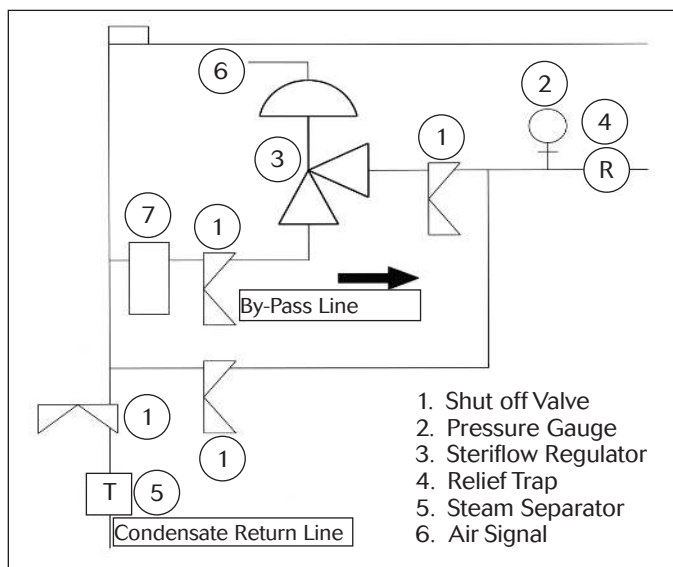 6
2
4
1
3
R
7
1
By-Pass Line
1
1
T
5
Condensate Return Line
1. Shut off Valve
2. Pressure Gauge
3. Steriflow Regulator
4. Relief Trap
5. Steam Separator
6. Air Signal